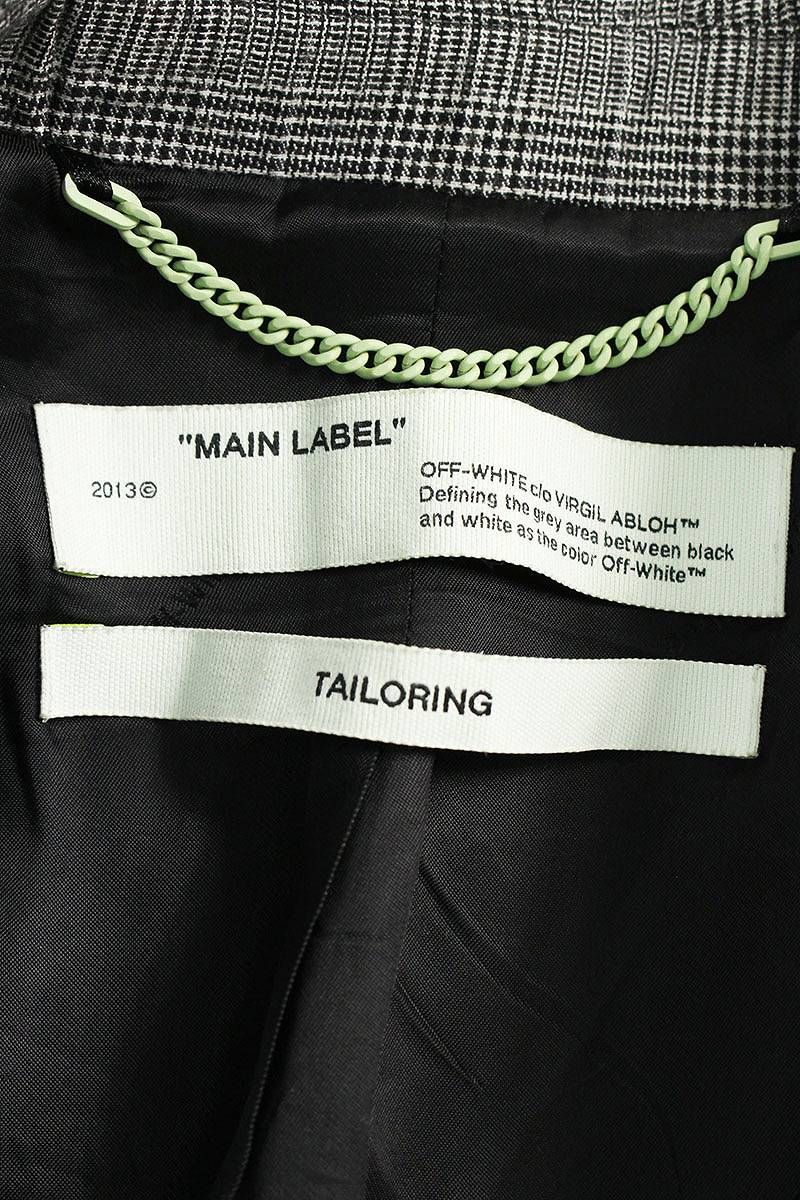 "MAIN LABEL"
2013©
OFF-WHITE c/o VIRGIL ABLOH™
Defining the grey area between black
and white as the color Off-White™
TAILORING